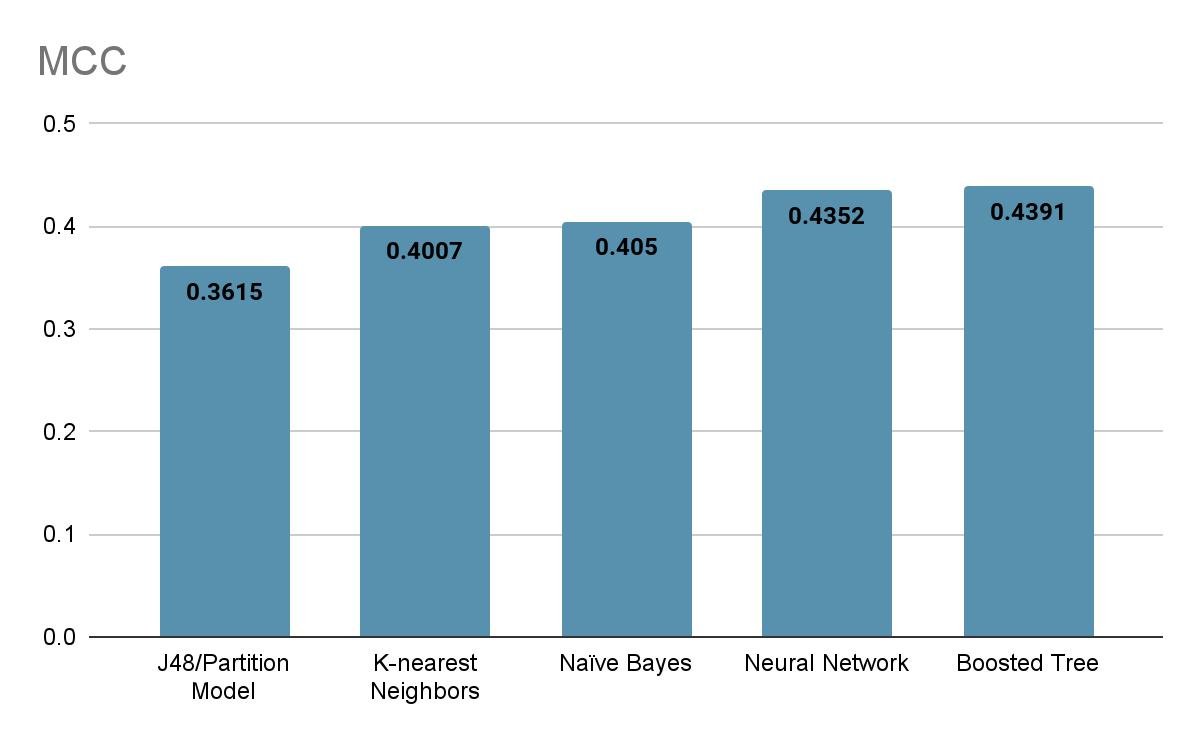 MCC
0.5
0.4
0.3
0.2
0.1
0.0
0.3615
0.4007
0.405
0.4352
0.4391
J48/Partition
Model
K-nearest
Neighbors
Naïve Bayes
Neural Network
Boosted Tree